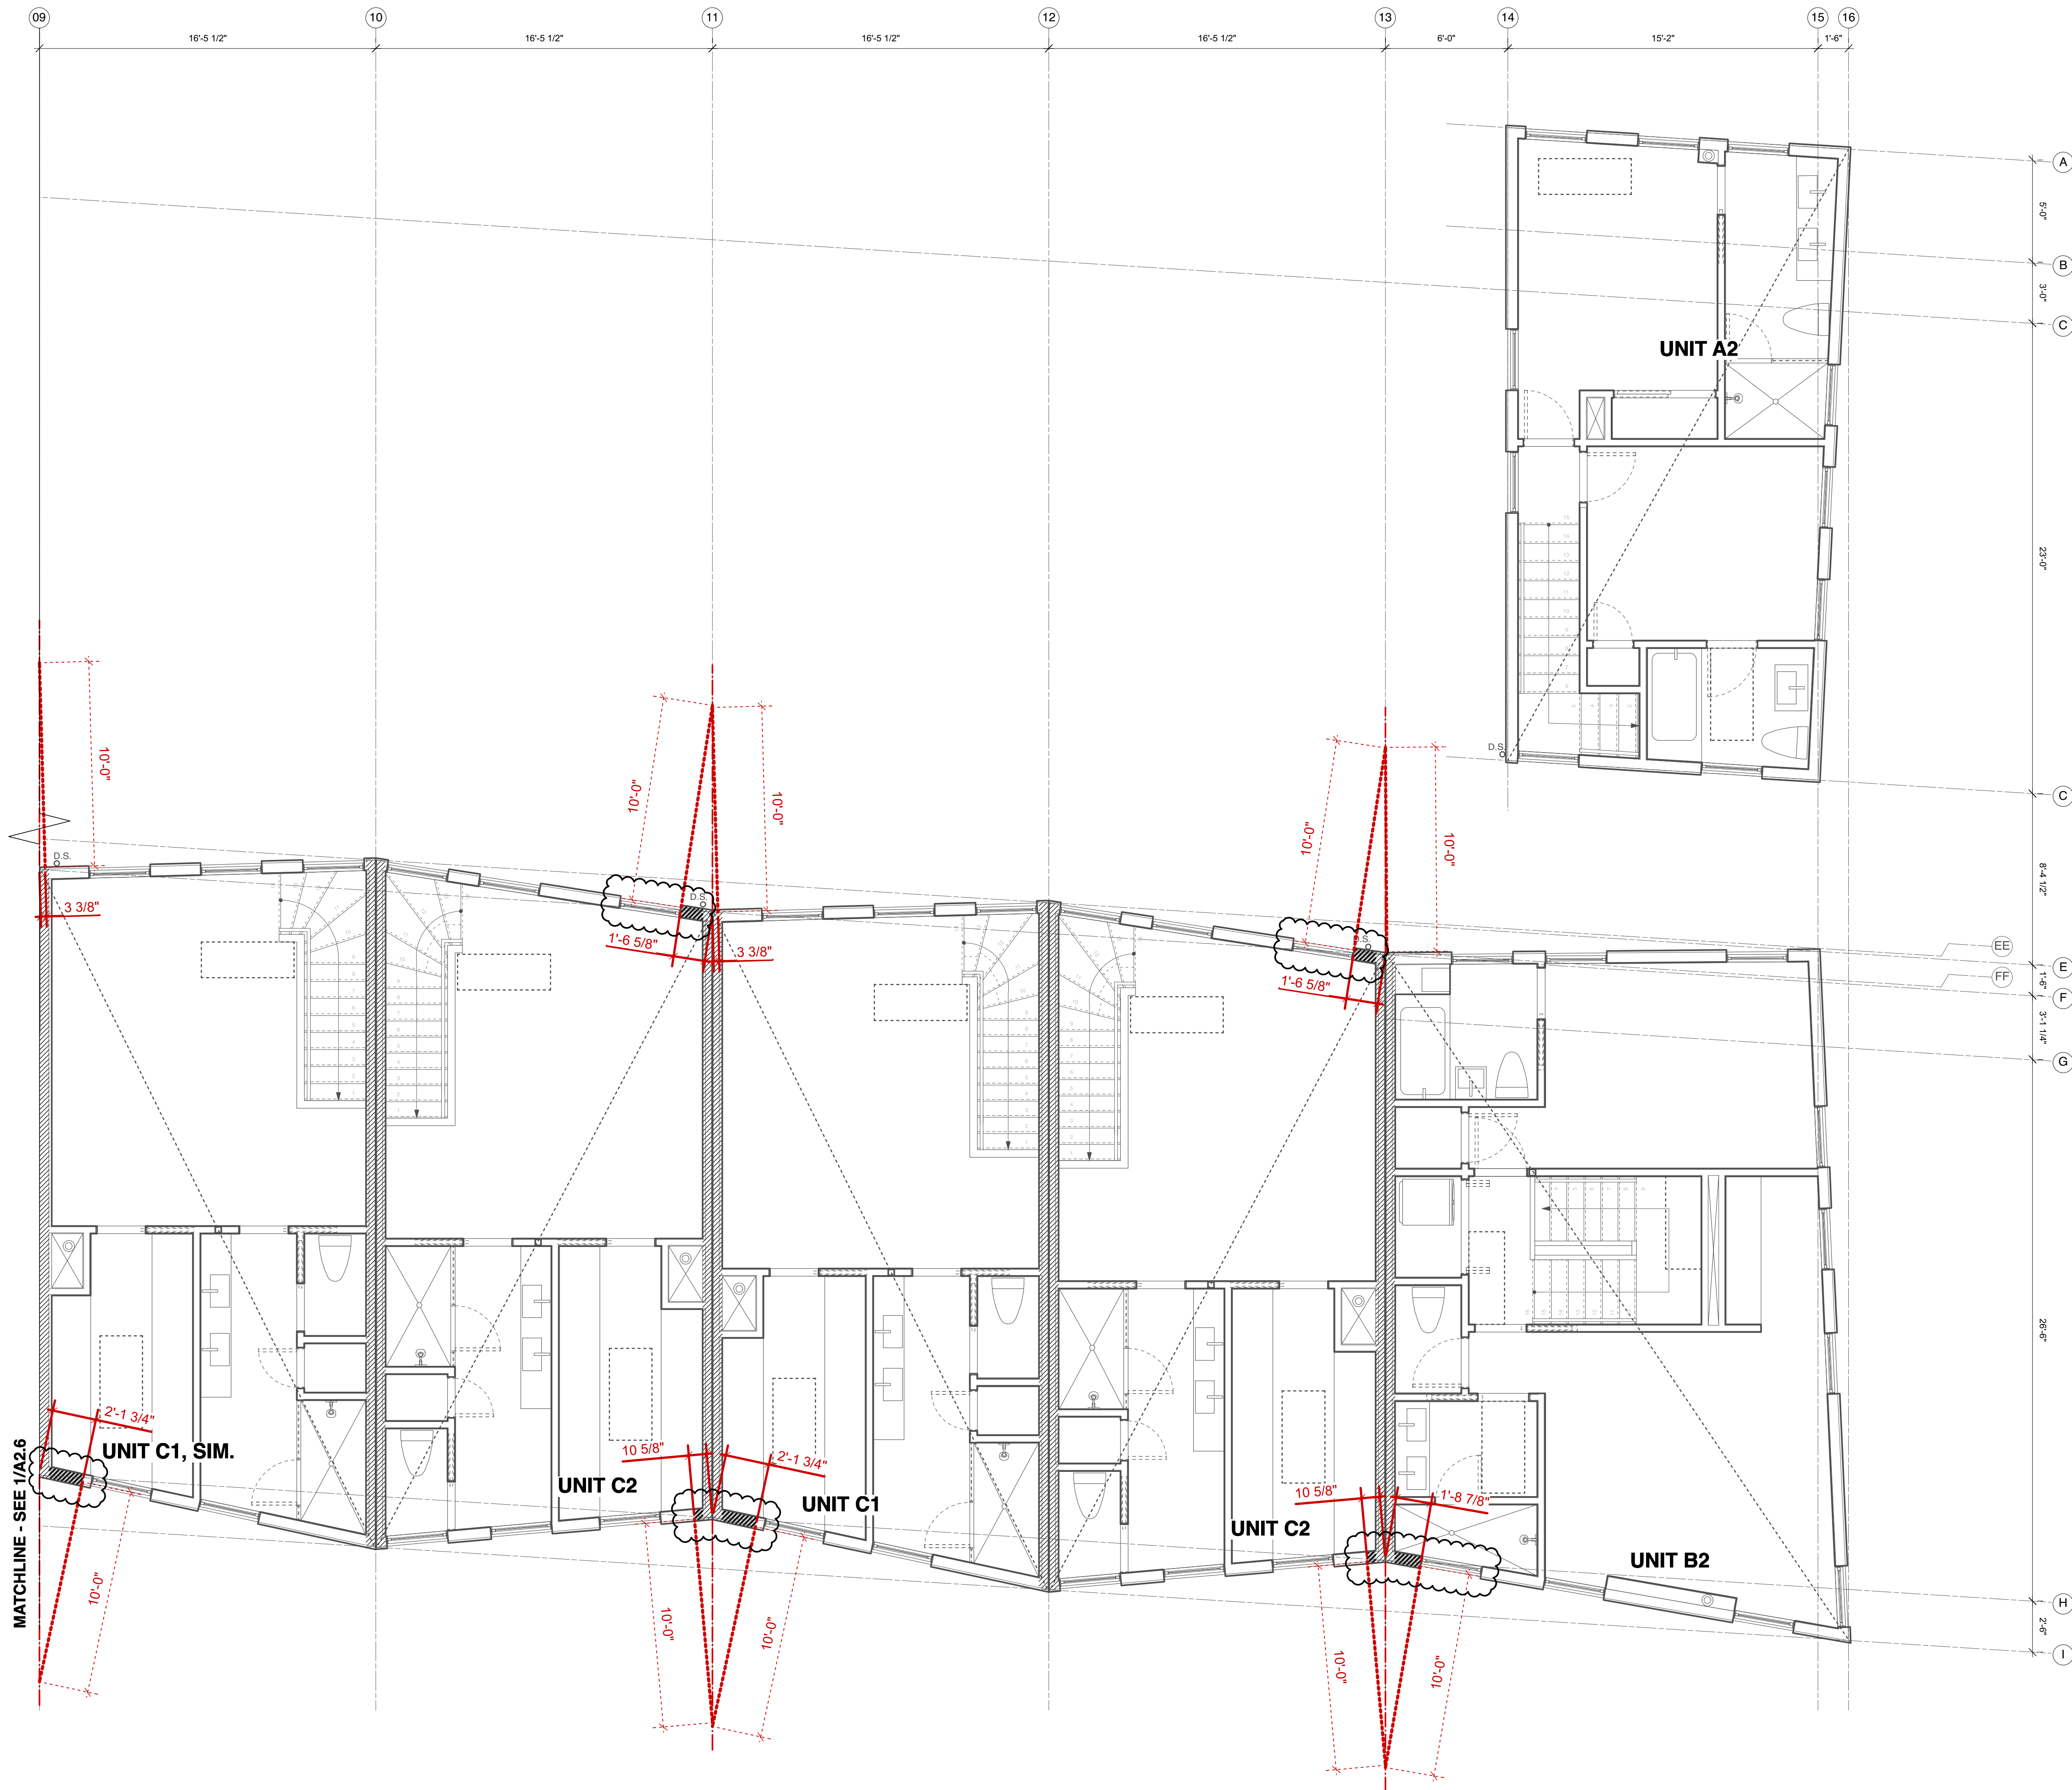 09 10 11 12 13 14 15 16
16'-5 1/2" 16'-5 1/2" 16'-5 1/2" 16'-5 1/2" 6'-0" 15'-2" 1'-6"
A
5'-0"
B
3'-0"
C
UNIT A2
23'-0"
D.S.
C
10'-0"
10'-0"
10'-0"
10'-0"
10'-0"
8'-4 1/2"
D.S.
D.S.
D.S.
3 3/8"
1'-6 5/8"
3 3/8"
1'-6 5/8"
EE
E
1'-6"
FF
F
3'-1 1/4"
G
26'-6"
2'-1 3/4"
UNIT C1, SIM.
10 5/8"
2'-1 3/4"
UNIT C2
UNIT C1
10 5/8"
1'-8 7/8"
UNIT C2
UNIT B2
MATCHLINE - SEE 1/A2.6
10'-0"
10'-0"
10'-0"
10'-0"
10'-0"
H
2'-6"
I